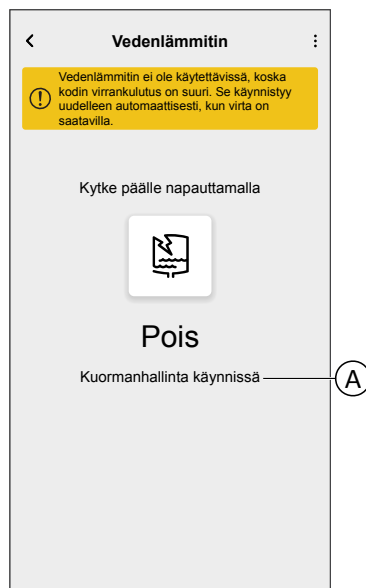 Vedenlämmitin
Vedenlämmitin ei ole käytettävissä, koska
kodin virrankulutus on suuri. Se käynnistyy
uudelleen automaattisesti, kun virta on
saatavilla.
Kytke päälle napauttamalla
Pois
Kuormanhallinta käynnissä
A